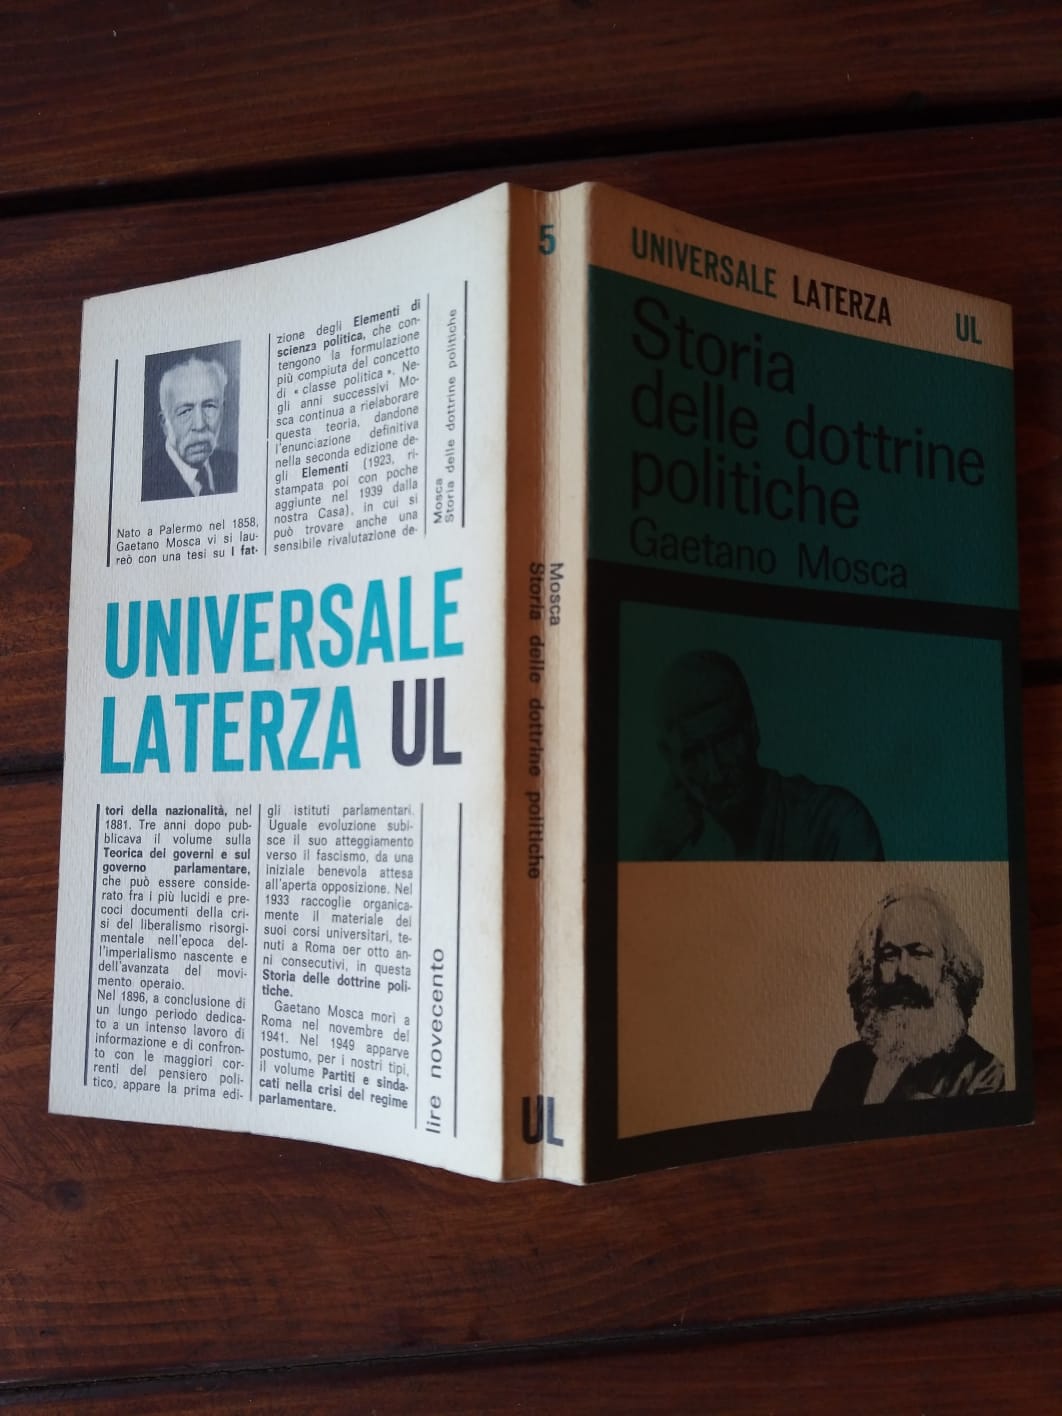 Nato a Palermo nel 1858,
Gaetano Mosca vi si lau-
reò con una tesi su I fat-
zione degli Elementi di
scienza politica, che con-
tengono la formulazione
più compiuta del concetto
di « classe politica ». Ne-
gli anni successivi Mo-
sca continua a rielaborare
questa teoria, dandone
l'enunciazione definitiva
nella seconda edizione de-
gli Elementi (1923, ri-
stampata poi con poche
aggiunte nel 1939 dalla
nostra Casa), in cui si
può trovare anche una
sensibile rivalutazione de-
Mosca
Storia delle dottrine politiche
UNIVERSALE
LATERZA UL
tori della nazionalità, nel
1881. Tre anni dopo pub-
blicava il volume sulla
Teorica dei governi e sul
governo parlamentare,
che può essere conside-
rato fra i più lucidi e pre-
coci documenti della cri-
si del liberalismo risorgi-
mentale nell'epoca del-
l'imperialismo nascente e
dell'avanzata del movi-
mento operaio.
Nel 1896, a conclusione di
un lungo periodo dedica-
to a un intenso lavoro di
informazione e di confron-
to con le maggiori cor-
renti del pensiero poli-
tico, appare la prima edi-
gli istituti parlamentari.
Uguale evoluzione subi-
sce il suo atteggiamento
verso il fascismo, da una
iniziale benevola attesa
all'aperta opposizione. Nel
1933 raccoglie organica-
mente il materiale dei
suoi corsi universitari, te-
nuti a Roma per otto an-
ni consecutivi, in questa
Storia delle dottrine poli-
tiche.
Gaetano Mosca morì a
Roma nel novembre del
1941. Nel 1949 apparve
postumo, per i nostri tipi,
il volume Partiti e sinda-
cati nella crisi del regime
parlamentare.
lire novecento
5
Mosca
Storia delle dottrine politiche
UL
UNIVERSALE LATERZA UL
Storia
delle dottrine
politiche
Gaetano Mosca